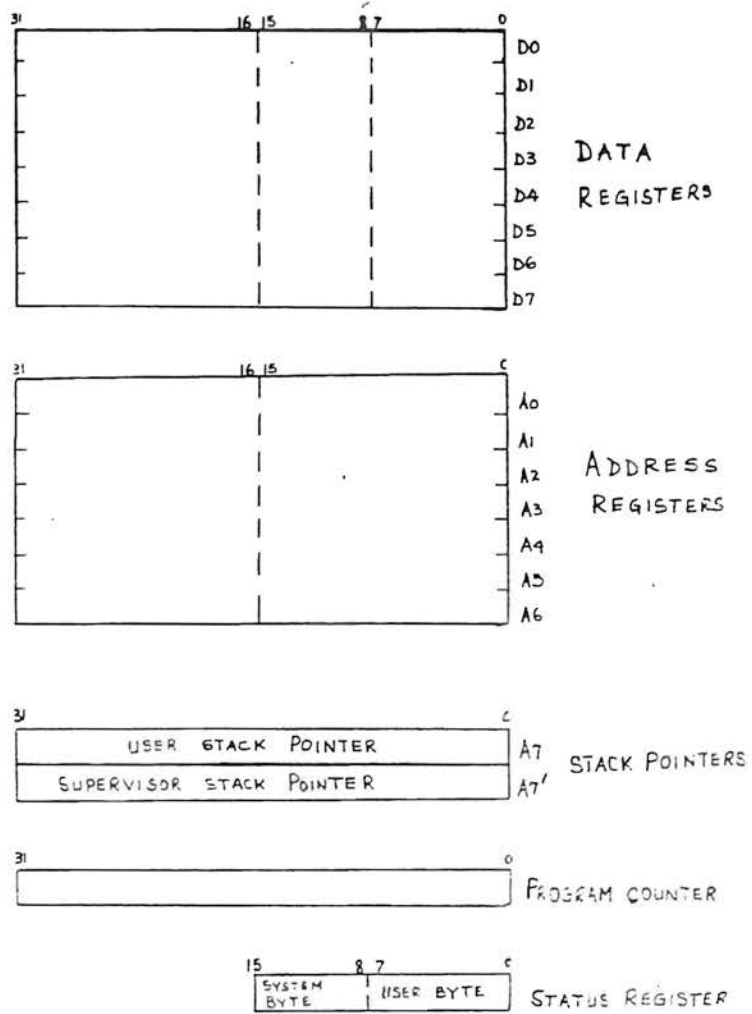 31 16 15 8 7 0
D0
D1
D2
D3
D4
D5
D6
D7
DATA
REGISTERS
31 16 15 0
A0
A1
A2
A3
A4
A5
A6
ADDRESS
REGISTERS
31 0
USER STACK POINTER A7
SUPERVISOR STACK POINTER A7'
STACK POINTERS
31 0
PROGRAM COUNTER
15 8 7 0
SYSTEM
BYTE
USER BYTE
STATUS REGISTER